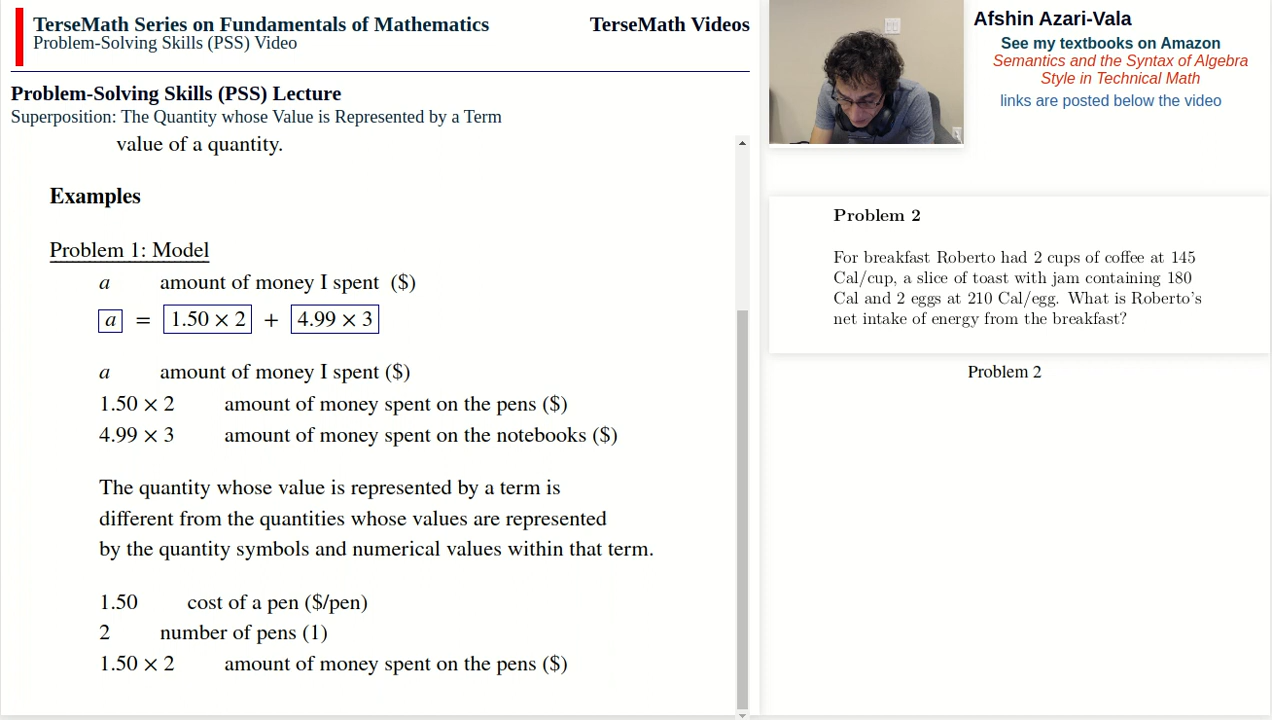 TerseMath Series on Fundamentals of Mathematics
TerseMath Videos
Problem-Solving Skills (PSS) Video
Problem-Solving Skills (PSS) Lecture
Superposition: The Quantity whose Value is Represented by a Term
value of a quantity.
Examples
Problem 1: Model
a amount of money I spent ($)
a = 1.50 × 2 + 4.99 × 3
a amount of money I spent ($)
1.50 × 2 amount of money spent on the pens ($)
4.99 × 3 amount of money spent on the notebooks ($)
The quantity whose value is represented by a term is
different from the quantities whose values are represented
by the quantity symbols and numerical values within that term.
1.50 cost of a pen ($/pen)
2 number of pens (1)
1.50 × 2 amount of money spent on the pens ($)
Afshin Azari-Vala
See my textbooks on Amazon
Semantics and the Syntax of Algebra
Style in Technical Math
links are posted below the video
Problem 2
For breakfast Roberto had 2 cups of coffee at 145
Cal/cup, a slice of toast with jam containing 180
Cal and 2 eggs at 210 Cal/egg. What is Roberto's
net intake of energy from the breakfast?
Problem 2